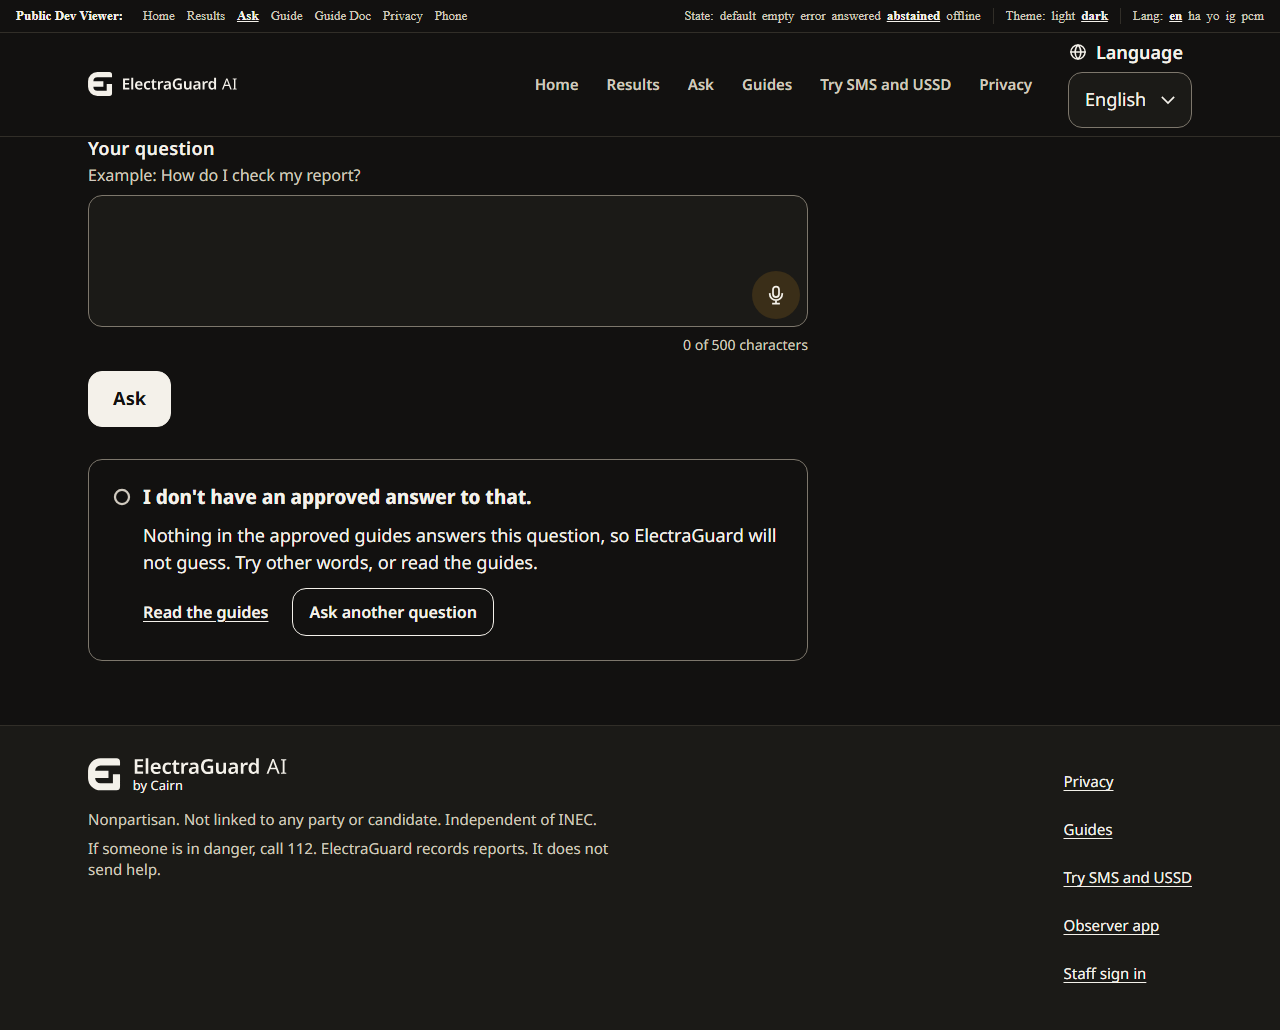 Public Dev Viewer: Home Results Ask Guide Guide Doc Privacy Phone State: default empty error answered abstained offline Theme: light dark Lang: en ha yo ig pcm
ElectraGuard AI
Home Results Ask Guides Try SMS and USSD Privacy
Language
English
Your question
Example: How do I check my report?
0 of 500 characters
Ask
I don't have an approved answer to that.
Nothing in the approved guides answers this question, so ElectraGuard will
not guess. Try other words, or read the guides.
Read the guides Ask another question
ElectraGuard AI
by Cairn
Nonpartisan. Not linked to any party or candidate. Independent of INEC.
If someone is in danger, call 112. ElectraGuard records reports. It does not
send help.
Privacy
Guides
Try SMS and USSD
Observer app
Staff sign in